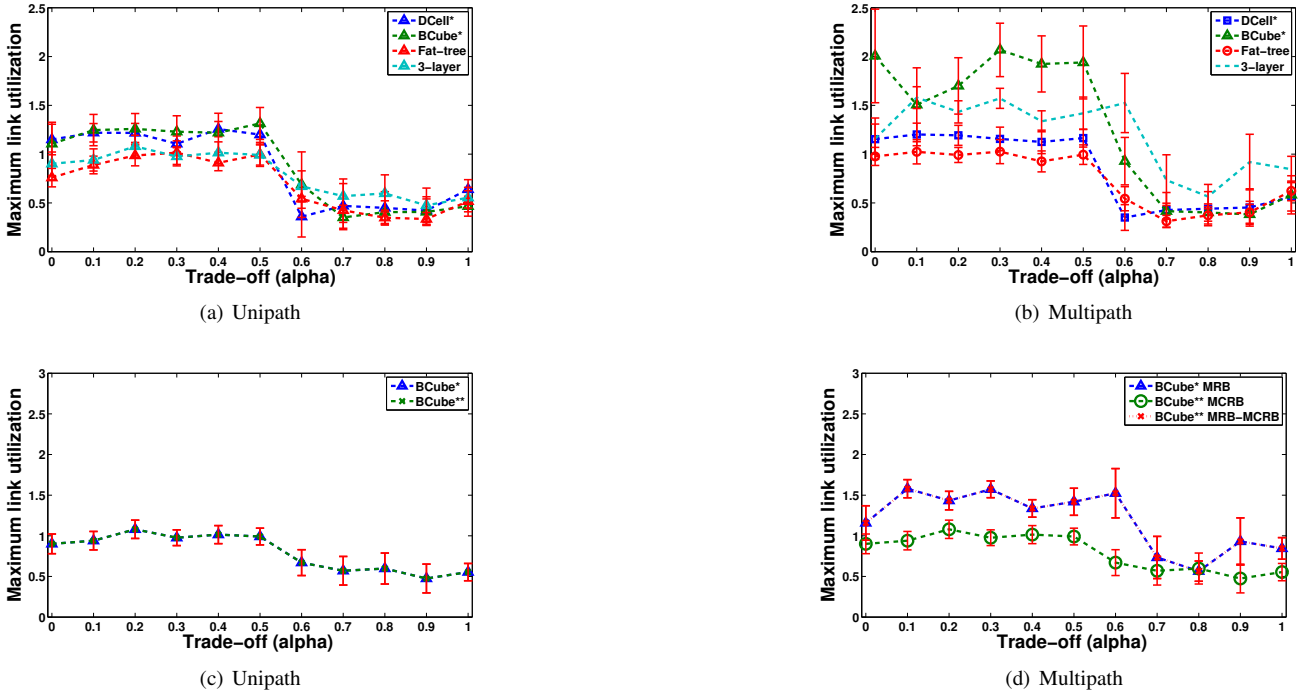 2.5
2
1.5
1
0.5
0
Maximum link utilization
0 0.1 0.2 0.3 0.4 0.5 0.6 0.7 0.8 0.9 1
Trade-off (alpha)
DCell*
BCube*
Fat-tree
3-layer
(a) Unipath
2.5
2
1.5
1
0.5
0
Maximum link utilization
0 0.1 0.2 0.3 0.4 0.5 0.6 0.7 0.8 0.9 1
Trade-off (alpha)
DCell*
BCube*
Fat-tree
3-layer
(b) Multipath
3
2.5
2
1.5
1
0.5
0
Maximum link utilization
0 0.1 0.2 0.3 0.4 0.5 0.6 0.7 0.8 0.9 1
Trade-off (alpha)
BCube*
BCube**
(c) Unipath
3
2.5
2
1.5
1
0.5
0
Maximum link utilization
0 0.1 0.2 0.3 0.4 0.5 0.6 0.7 0.8 0.9 1
Trade-off (alpha)
BCube* MRB
BCube** MCRB
BCube** MRB-MCRB
(d) Multipath